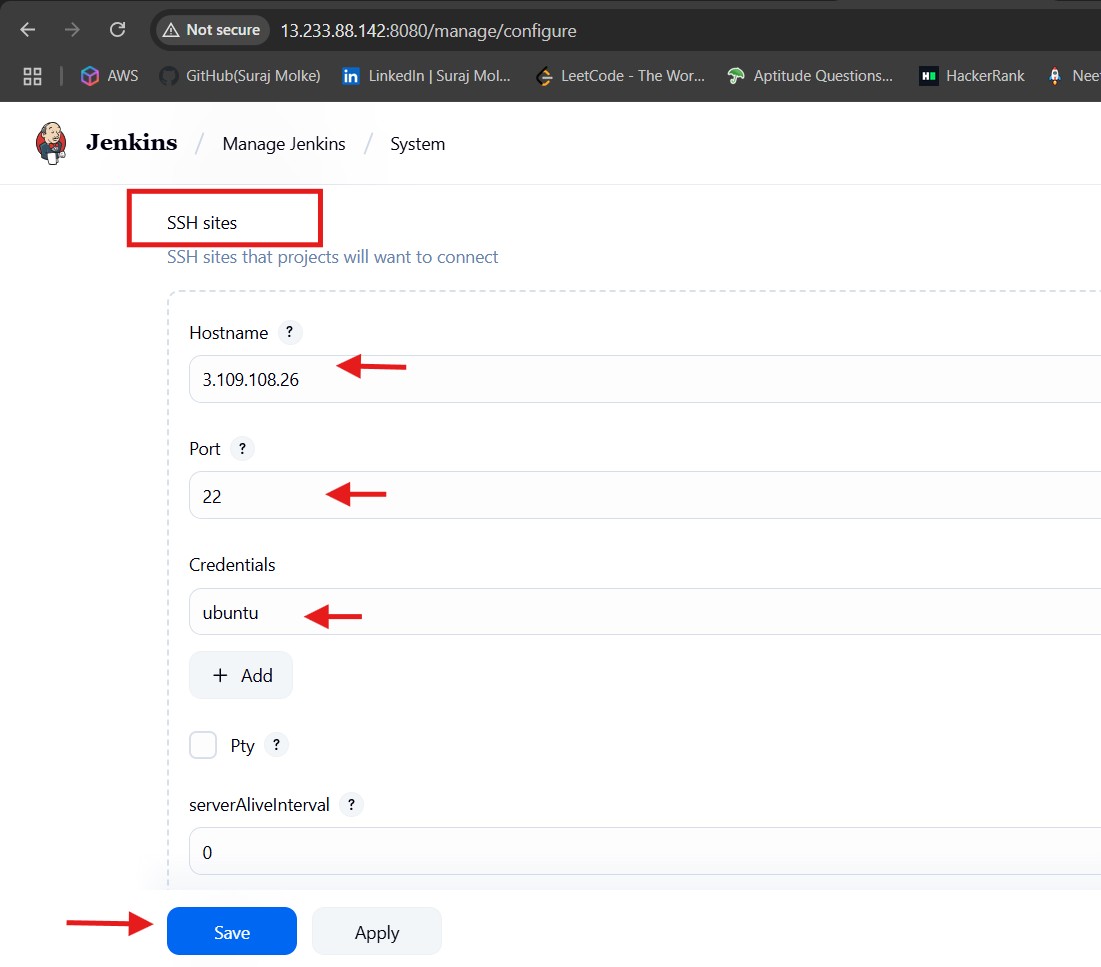 Not secure 13.233.88.142:8080/manage/configure
AWS GitHub(Suraj Molke) LinkedIn | Suraj Mol... LeetCode - The Wor... Aptitude Questions... HackerRank Nee
Jenkins / Manage Jenkins / System
SSH sites
SSH sites that projects will want to connect
Hostname ?
3.109.108.26
Port ?
22
Credentials
ubuntu
+ Add
Pty ?
serverAliveInterval ?
0
Save Apply